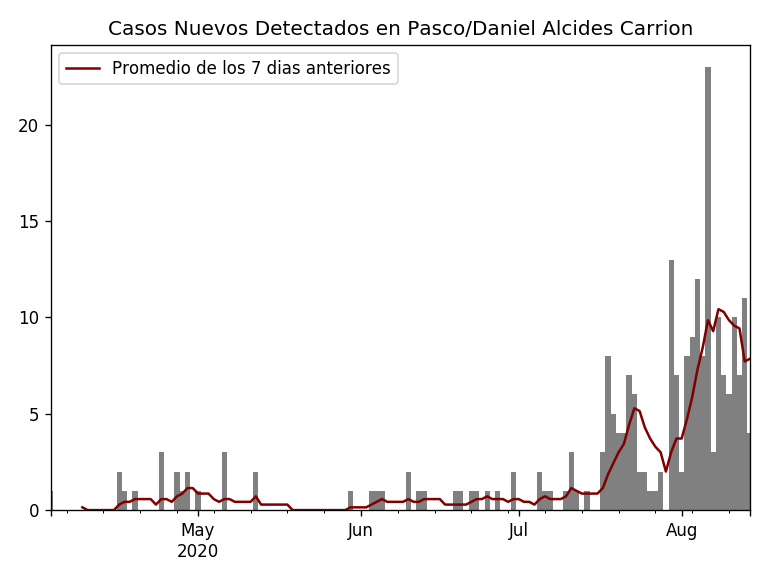 Casos Nuevos Detectados en Pasco/Daniel Alcides Carrion
Promedio de los 7 dias anteriores
20
15
10
5
0
May Jun Jul Aug
2020